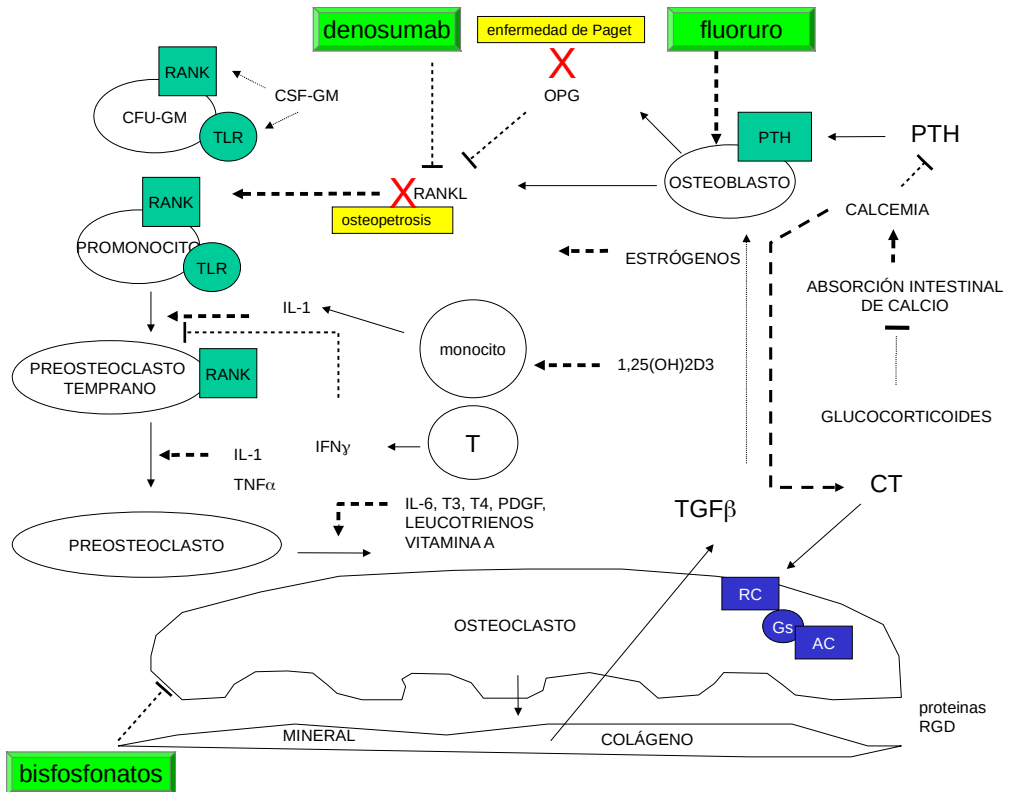 denosumab
enfermedad de Paget
fluoruro
RANK
CSF-GM
OPG
CFU-GM
TLR
PTH
PTH
RANK
RANKL
OSTEOBLASTO
osteopetrosis
CALCEMIA
PROMONOCITO
TLR
ESTRÓGENOS
ABSORCIÓN INTESTINAL
DE CALCIO
IL-1
monocito
1,25(OH)2D3
PREOSTEOCLASTO
TEMPRANO
RANK
GLUCOCORTICOIDES
IFNγ
T
IL-1
TNFα
CT
IL-6, T3, T4, PDGF,
LEUCOTRIENOS
VITAMINA A
TGFβ
PREOSTEOCLASTO
RC
OSTEOCLASTO
Gs
AC
proteinas
RGD
MINERAL
COLÁGENO
bisfosfonatos